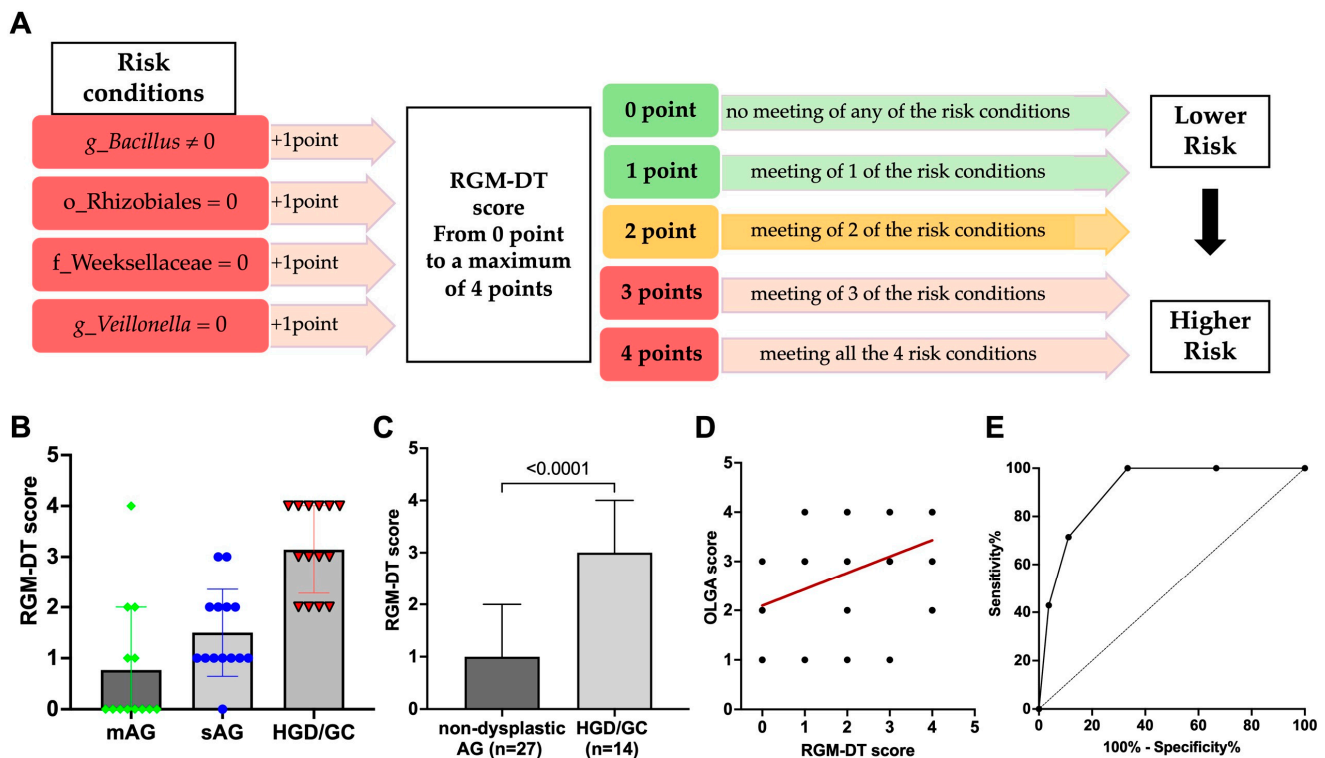 A
Risk
conditions
g_Bacillus ≠ 0
+1point
o_Rhizobiales = 0
+1point
f_Weeksellaceae = 0
+1point
g_Veillonella = 0
+1point
RGM-DT
score
From 0 point
to a maximum
of 4 points
0 point
no meeting of any of the risk conditions
1 point
meeting of 1 of the risk conditions
2 point
meeting of 2 of the risk conditions
3 points
meeting of 3 of the risk conditions
4 points
meeting all the 4 risk conditions
Lower
Risk
Higher
Risk
B
RGM-DT score
5
4
3
2
1
0
mAG
sAG
HGD/GC
C
RGM-DT score
5
4
3
2
1
0
<0.0001
non-dysplastic
AG (n=27)
HGD/GC
(n=14)
D
OLGA score
5
4
3
2
1
0
0
1
2
3
4
5
RGM-DT score
E
Sensitivity%
100
80
60
40
20
0
0
20
40
60
80
100
100% - Specificity%